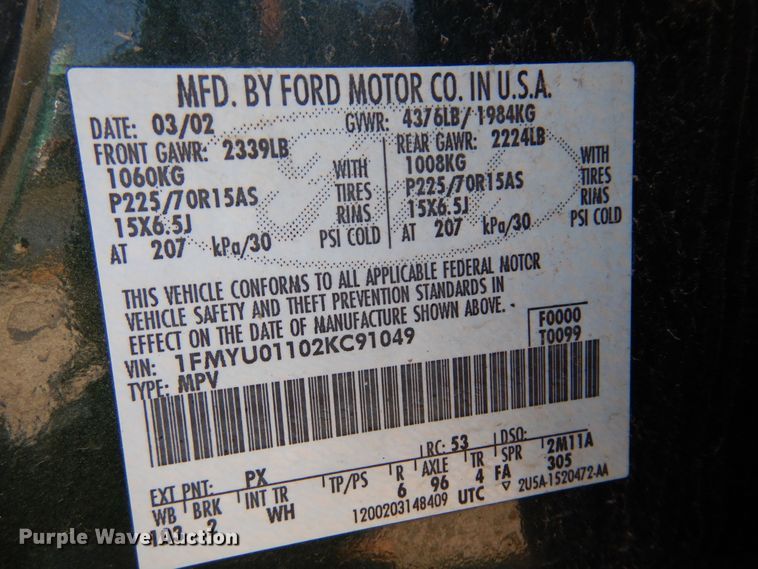 MFD. BY FORD MOTOR CO. IN U.S.A.
DATE: 03/02 GVWR: 4376LB/ 1984KG
FRONT GAWR: 2339LB REAR GAWR: 2224LB
1060KG WITH 1008KG WITH
P225/70R15AS TIRES P225/70R15AS TIRES
15X6.5J RIMS 15X6.5J RIMS
AT 207 kPa/30 PSI COLD AT 207 kPa/30 PSI COLD
THIS VEHICLE CONFORMS TO ALL APPLICABLE FEDERAL MOTOR
VEHICLE SAFETY AND THEFT PREVENTION STANDARDS IN
EFFECT ON THE DATE OF MANUFACTURE SHOWN ABOVE.
VIN: 1FMYU01102KC91049 F0000
TYPE: MPV T0099
EXT PNT: PX RC: 53 DSO:
WB BRK INT TR TP/PS R AXLE TR SPR 2M11A
2 WH 6 96 4 FA 305
1200203148409 UTC ▽ 2U5A-1520472-AA
Purple Wave Auction